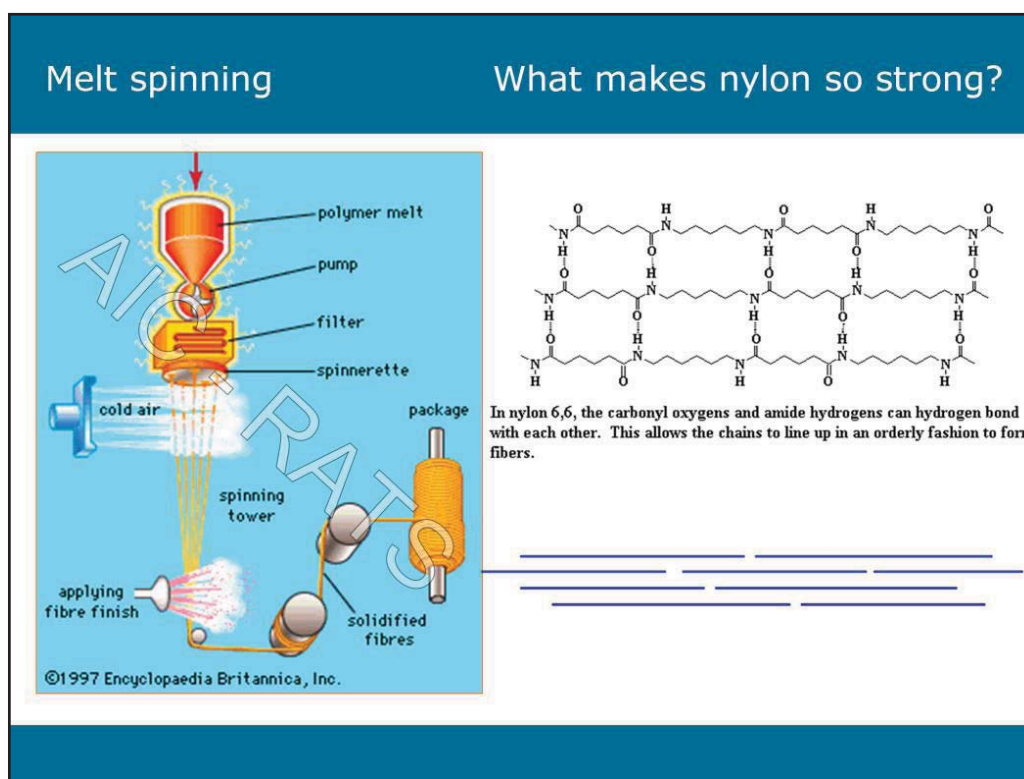 Melt spinning
What makes nylon so strong?
polymer melt
pump
filter
spinnerette
cold air
package
spinning
tower
applying
fibre finish
solidified
fibres
©1997 Encyclopaedia Britannica, Inc.
AIC - RATS
O H O H O
N N N N N
H O H O H
O H O H O
N N N N N
H O H O H
O H O H O
N N N N N
H O H O H
In nylon 6,6, the carbonyl oxygens and amide hydrogens can hydrogen bond
with each other. This allows the chains to line up in an orderly fashion to for
fibers.